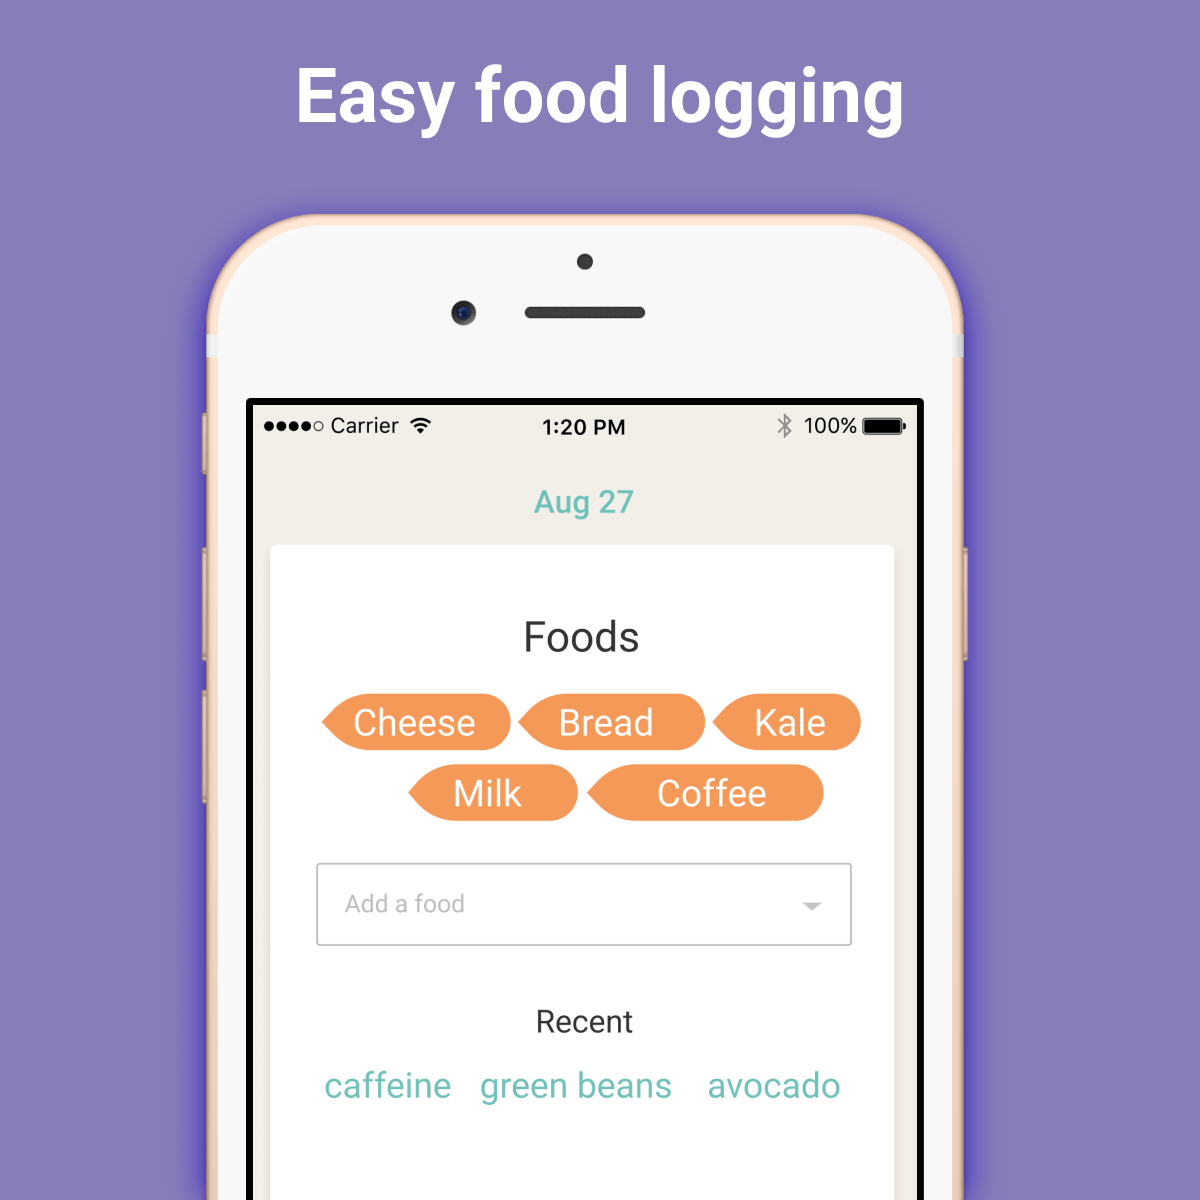 Easy food logging
Carrier 1:20 PM 100%
Aug 27
Foods
Cheese Bread Kale
Milk Coffee
Add a food
Recent
caffeine green beans avocado